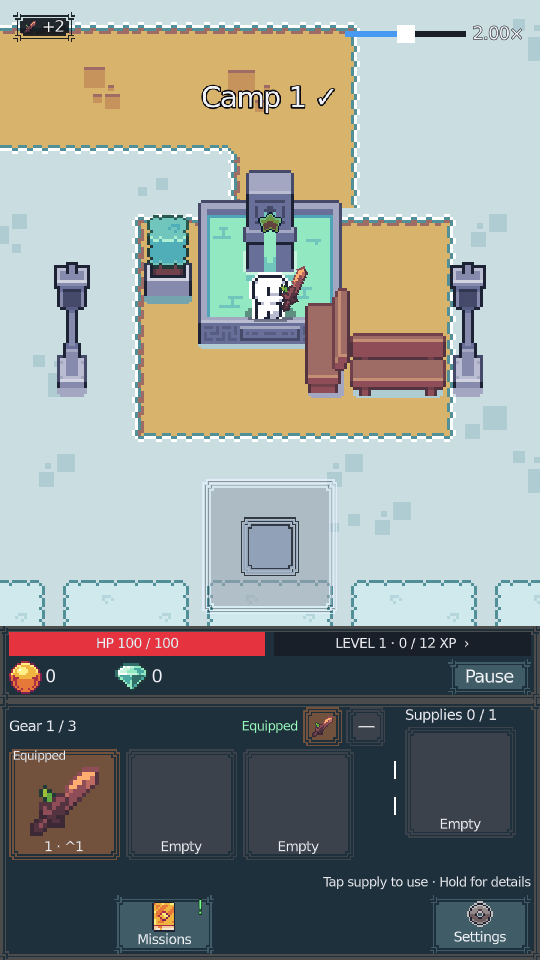 +2
2.00×
Camp 1 ✓
HP 100 / 100
LEVEL 1 · 0 / 12 XP ›
0
0
Pause
Gear 1 / 3
Equipped
—
Supplies 0 / 1
Equipped
1 · ^1
Empty
Empty
Empty
Tap supply to use · Hold for details
!
Missions
Settings